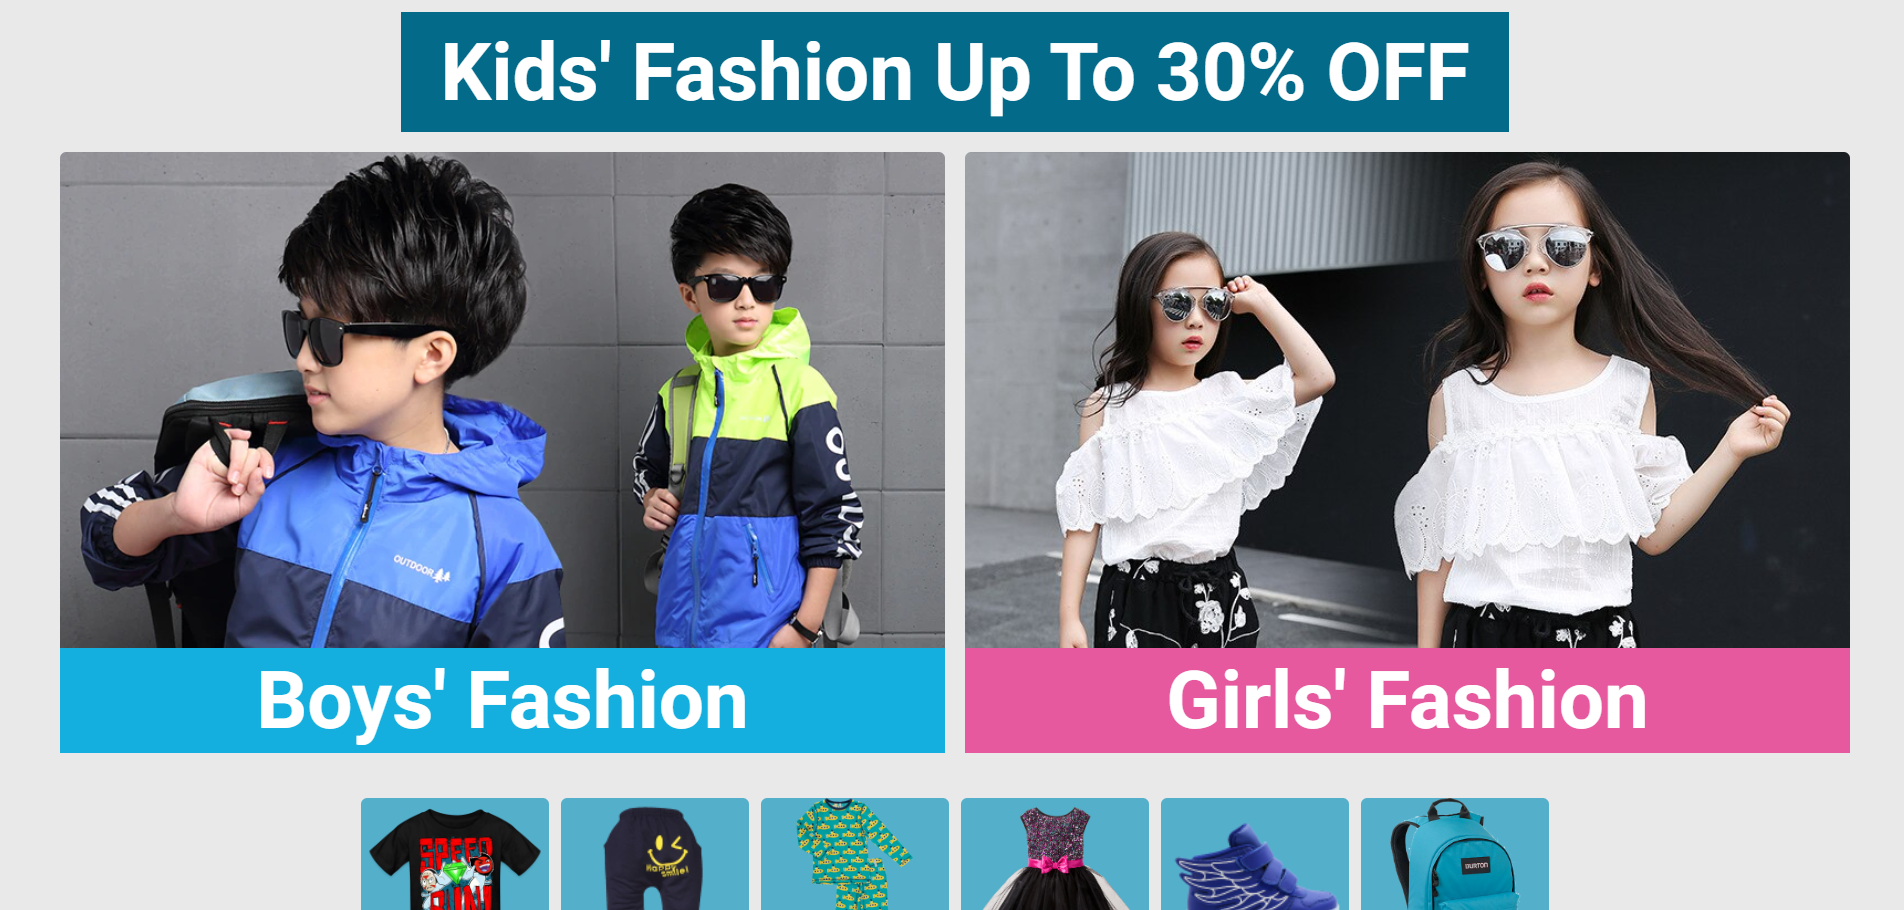 Kids' Fashion Up To 30% OFF
OUTDOOR
Boys' Fashion
Girls' Fashion
SPEED
RUN!
Happy
smile!
BURTON